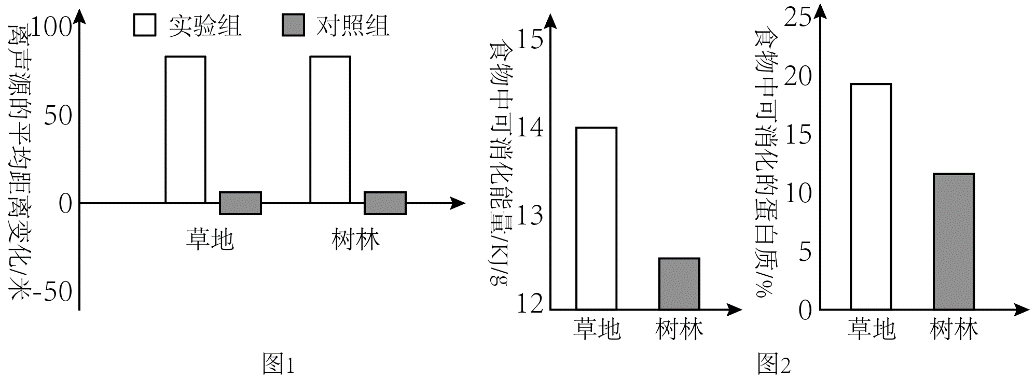 实验组 对照组
离声源的平均距离变化/米
100
50
0
-50
草地 树林
图1
食物中可消化能量/KJ/g
15
14
13
12
草地 树林
食物中可消化的蛋白质/%
25
20
15
10
5
0
草地 树林
图2